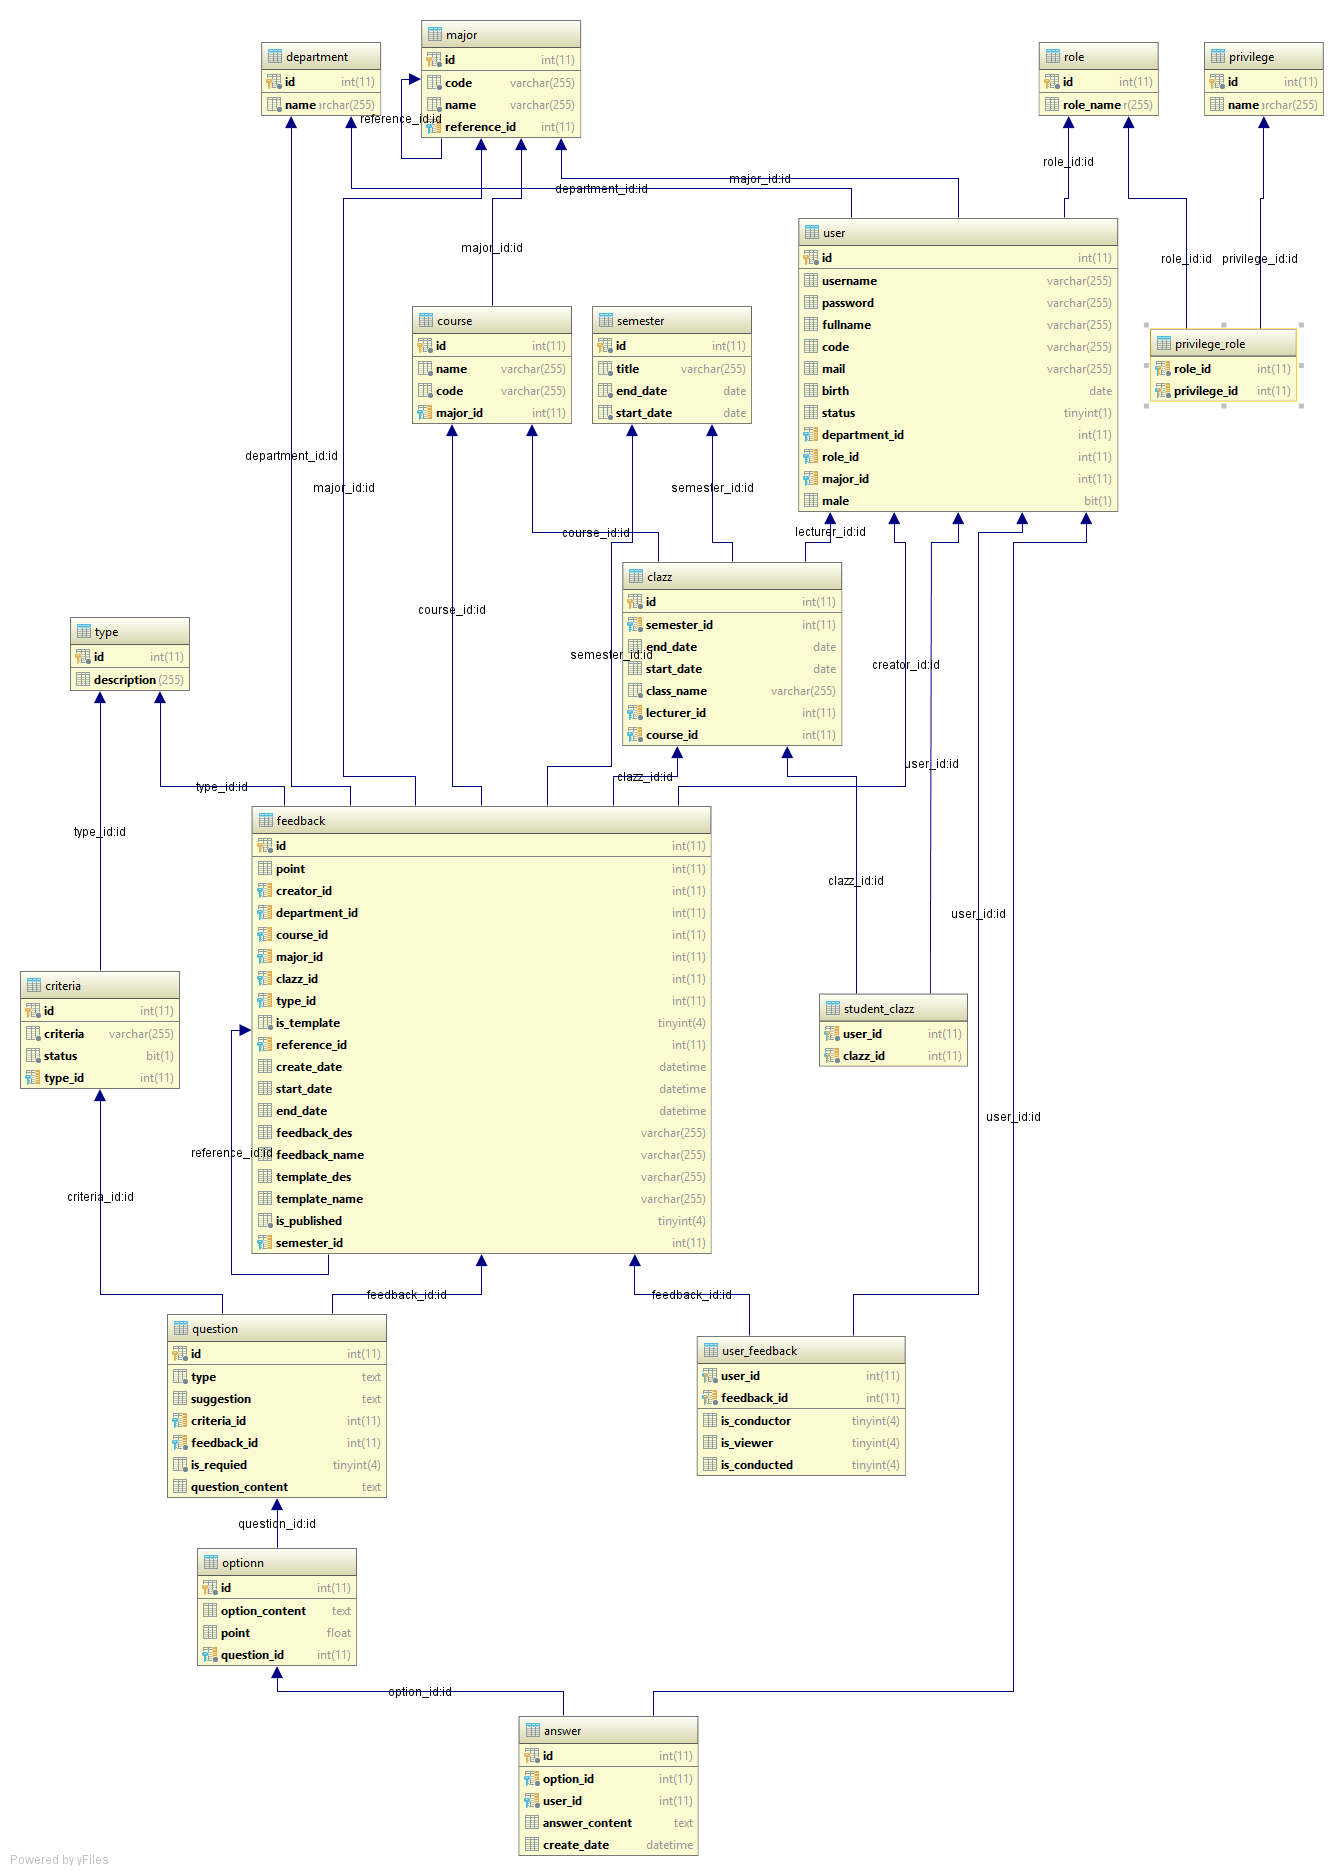 department
id int(11)
name archar(255)
major
id int(11)
code varchar(255)
name varchar(255)
reference_id int(11)
reference_id:id
role
id int(11)
role_name r(255)
privilege
id int(11)
name archar(255)
role_id:id
major_id:id
department_id:id
user
id int(11)
username varchar(255)
password varchar(255)
fullname varchar(255)
code varchar(255)
mail varchar(255)
birth date
status tinyint(1)
department_id int(11)
role_id int(11)
major_id int(11)
male bit(1)
major_id:id
role_id:id
privilege_id:id
privilege_role
role_id int(11)
privilege_id int(11)
course
id int(11)
name varchar(255)
code varchar(255)
major_id int(11)
semester
id int(11)
title varchar(255)
end_date date
start_date date
department_id:id
major_id:id
semester_id:id
course_id:id
lecturer_id:id
clazz
id int(11)
semester_id int(11)
end_date date
start_date date
class_name varchar(255)
lecturer_id int(11)
course_id int(11)
course_id:id
semester_id:id
creator_id:id
type
id int(11)
description (255)
user_id:id
clazz_id:id
type_id:id
type_id:id
feedback
id int(11)
point int(11)
creator_id int(11)
department_id int(11)
course_id int(11)
major_id int(11)
clazz_id int(11)
type_id int(11)
is_template tinyint(4)
reference_id int(11)
create_date datetime
start_date datetime
end_date datetime
feedback_des varchar(255)
feedback_name varchar(255)
template_des varchar(255)
template_name varchar(255)
is_published tinyint(4)
semester_id int(11)
clazz_id:id
user_id:id
criteria
id int(11)
criteria varchar(255)
status bit(1)
type_id int(11)
student_clazz
user_id int(11)
clazz_id int(11)
user_id:id
reference_id:id
criteria_id:id
feedback_id:id
feedback_id:id
question
id int(11)
type text
suggestion text
criteria_id int(11)
feedback_id int(11)
is_requied tinyint(4)
question_content text
user_feedback
user_id int(11)
feedback_id int(11)
is_conductor tinyint(4)
is_viewer tinyint(4)
is_conducted tinyint(4)
question_id:id
optionn
id int(11)
option_content text
point float
question_id int(11)
option_id:id
answer
id int(11)
option_id int(11)
user_id int(11)
answer_content text
create_date datetime
Powered by yFiles